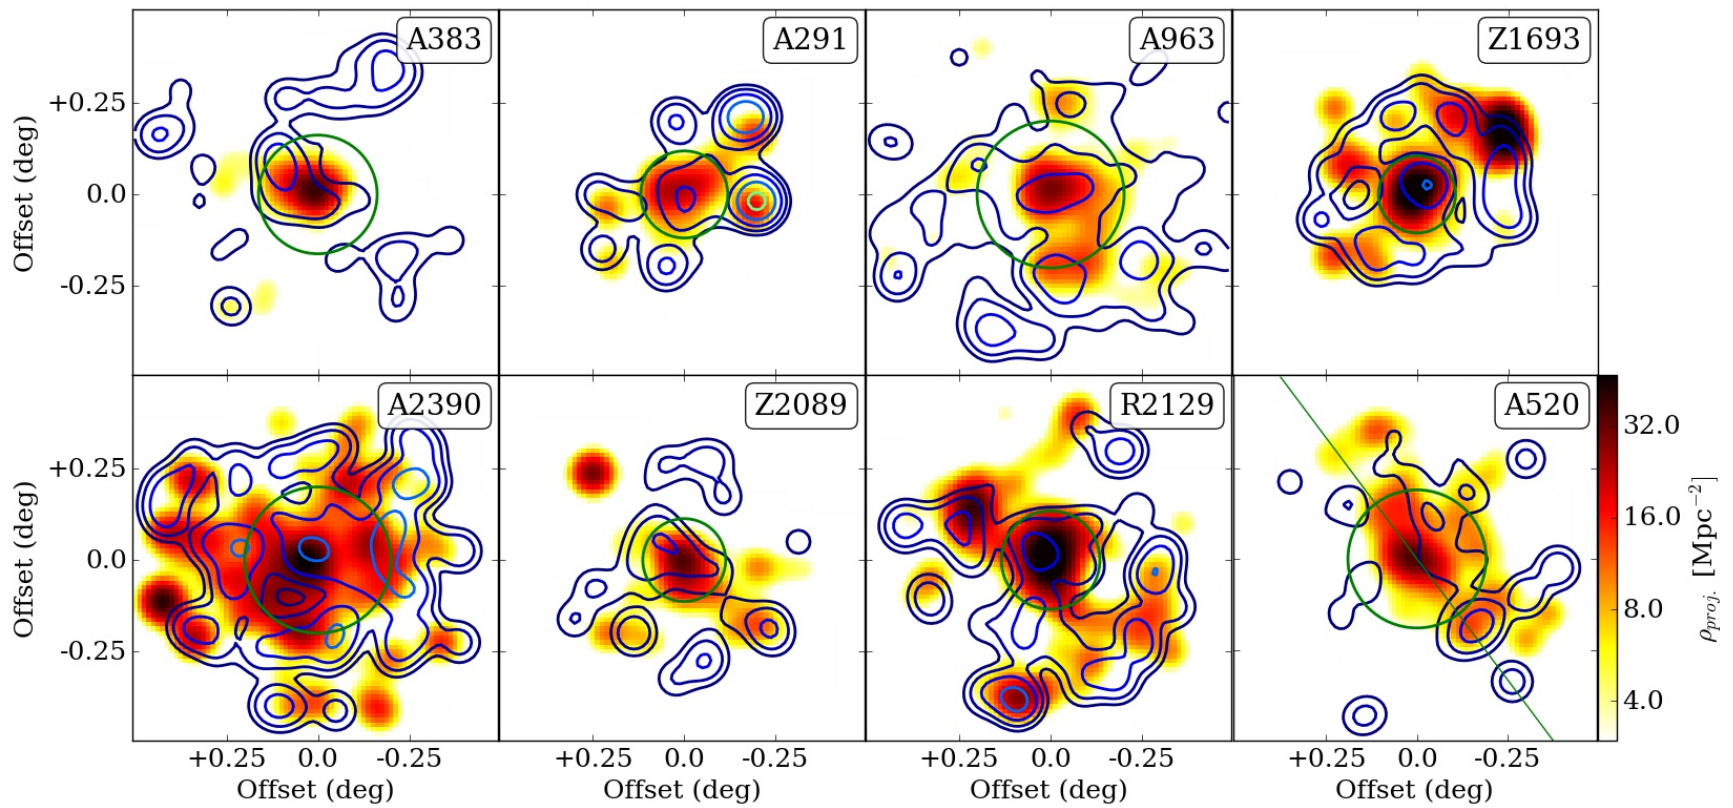 A383
A291
A963
Z1693
Offset (deg)
+0.25
0.0
-0.25
A2390
Z2089
R2129
A520
Offset (deg)
+0.25
0.0
-0.25
32.0
16.0
8.0
4.0
ρproj. [Mpc⁻²]
+0.25 0.0 -0.25
+0.25 0.0 -0.25
+0.25 0.0 -0.25
+0.25 0.0 -0.25
Offset (deg)
Offset (deg)
Offset (deg)
Offset (deg)